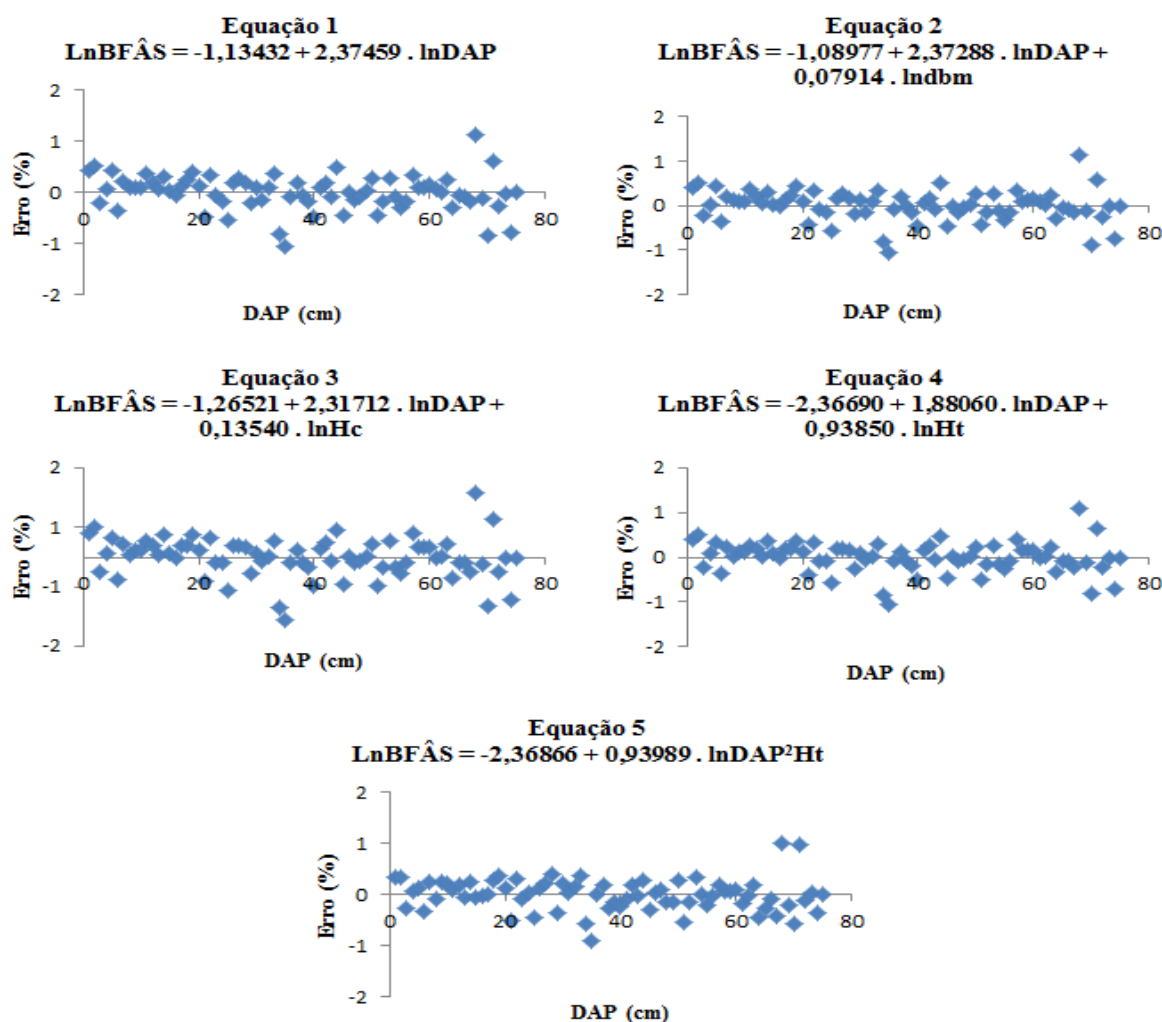 Equação 1
LnBFÂS = -1,13432 + 2,37459 . lnDAP
2
1
0
-1
-2
0
20
40
60
80
Erro (%)
DAP (cm)
Equação 2
LnBFÂS = -1,08977 + 2,37288 . lnDAP +
0,07914 . lndbm
2
1
0
-1
-2
0
20
40
60
80
Erro (%)
DAP (cm)
Equação 3
LnBFÂS = -1,26521 + 2,31712 . lnDAP +
0,13540 . lnHc
2
1
-1
-2
0
20
40
60
80
Erro (%)
DAP (cm)
Equação 4
LnBFÂS = -2,36690 + 1,88060 . lnDAP +
0,93850 . lnHt
2
1
0
-1
-2
0
20
40
60
80
Erro (%)
DAP (cm)
Equação 5
LnBFÂS = -2,36866 + 0,93989 . lnDAP²Ht
2
1
0
-1
-2
0
20
40
60
80
Erro (%)
DAP (cm)